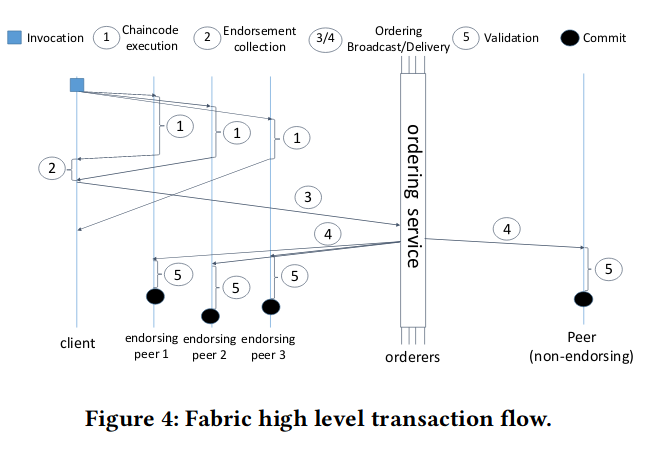 Invocation
1
Chaincode
execution
2
Endorsement
collection
3/4
Ordering
Broadcast/Delivery
5
Validation
Commit
1
1
1
2
3
4
4
5
5
5
5
ordering service
client
endorsing
peer 1
endorsing
peer 2
endorsing
peer 3
orderers
Peer
(non-endorsing)
Figure 4: Fabric high level transaction flow.